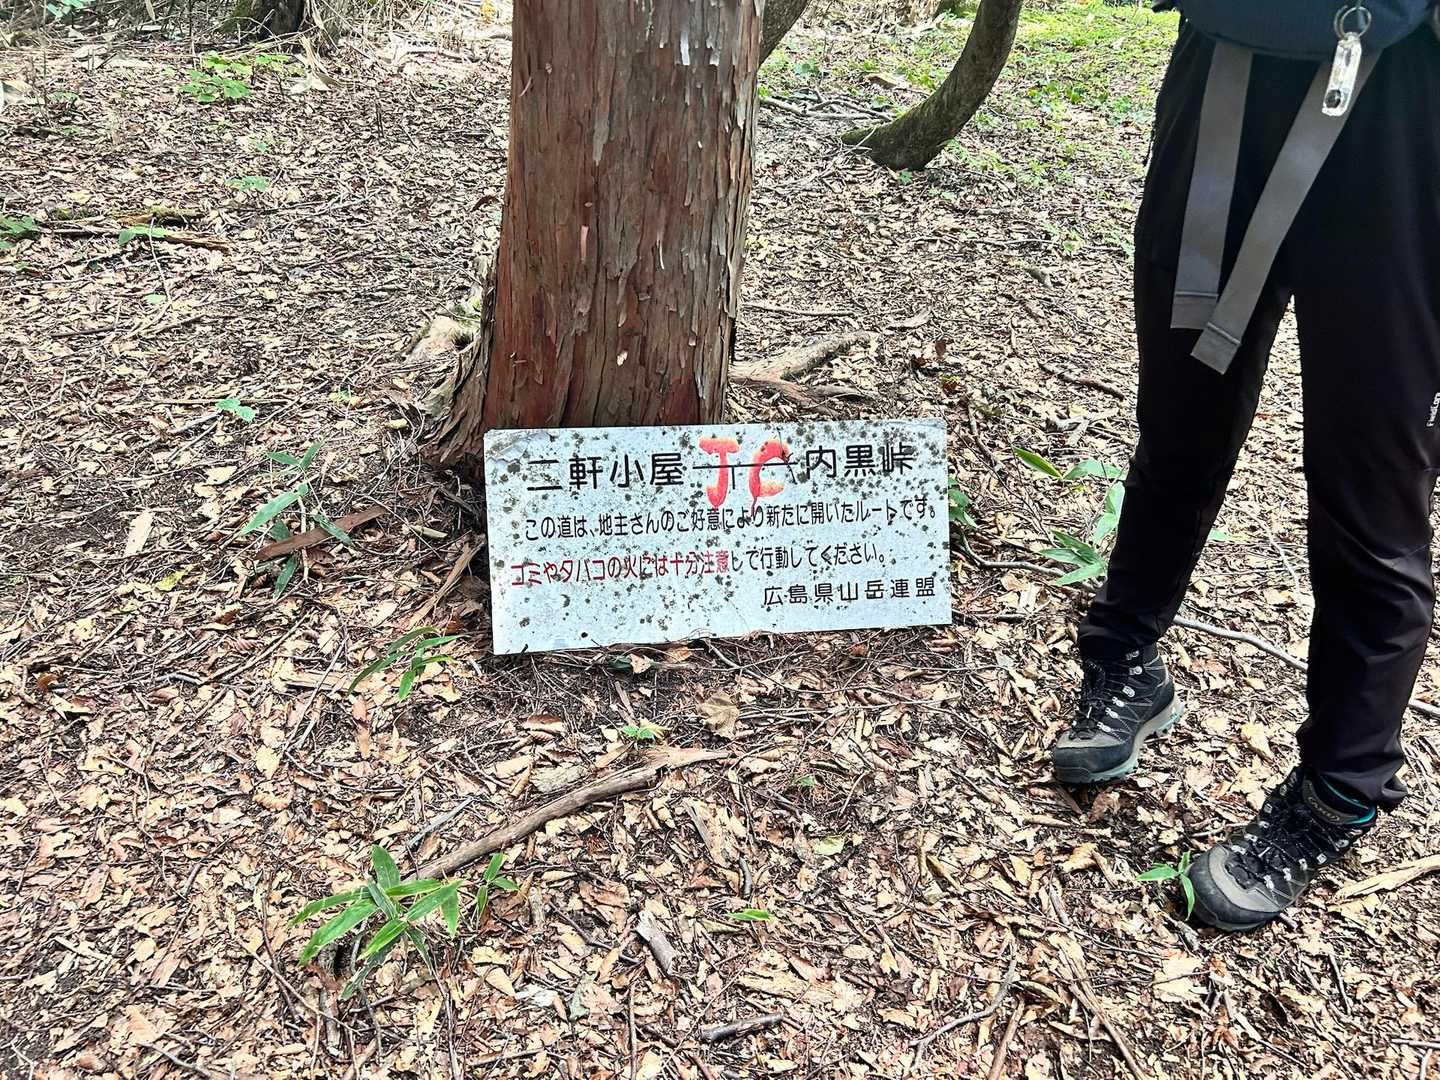 二軒小屋 JC 内黒峠
この道は、地主さんのご好意により新たに開いたルートです。
ゴミやタバコの火には十分注意して行動してください。
広島県山岳連盟